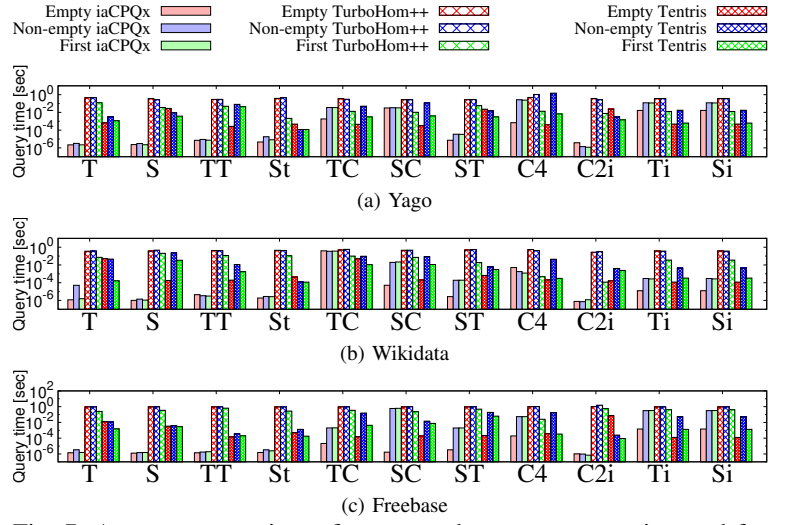 Empty iaCPQx Empty TurboHom++ Empty Tentris
Non-empty iaCPQx Non-empty TurboHom++ Non-empty Tentris
First iaCPQx First TurboHom++ First Tentris
Query time [sec]
10^0
10^-2
10^-4
10^-6
T S TT St TC SC ST C4 C2i Ti Si
(a) Yago
Query time [sec]
10^0
10^-2
10^-4
10^-6
T S TT St TC SC ST C4 C2i Ti Si
(b) Wikidata
Query time [sec]
10^2
10^0
10^-2
10^-4
10^-6
T S TT St TC SC ST C4 C2i Ti Si
(c) Freebase